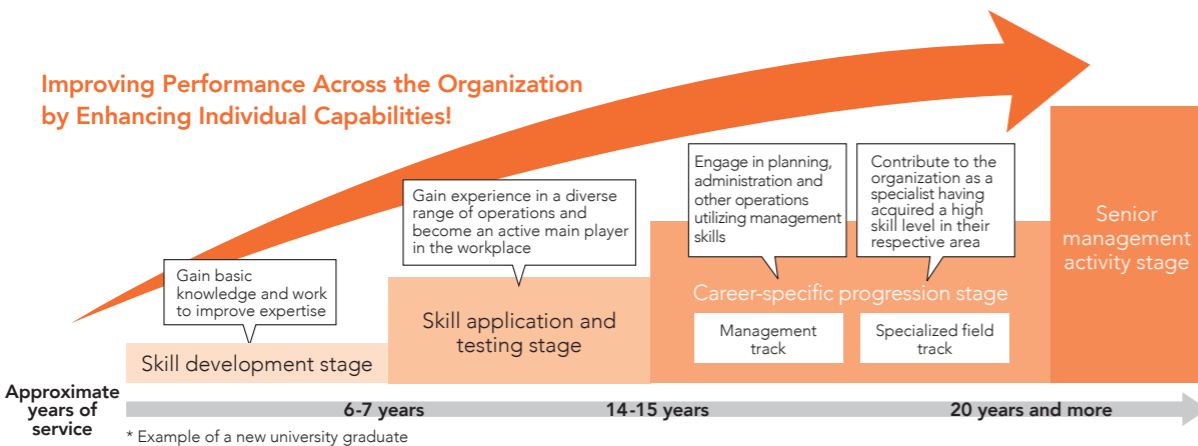 Improving Performance Across the Organization
by Enhancing Individual Capabilities!
Gain basic
knowledge and work
to improve expertise
Skill development stage
Gain experience in a diverse
range of operations and
become an active main player
in the workplace
Skill application and
testing stage
Engage in planning,
administration and
other operations
utilizing management
skills
Contribute to the
organization as a
specialist having
acquired a high
skill level in their
respective area
Career-specific progression stage
Management
track
Specialized field
track
Senior
management
activity stage
Approximate
years of
service
6-7 years
14-15 years
20 years and more
* Example of a new university graduate